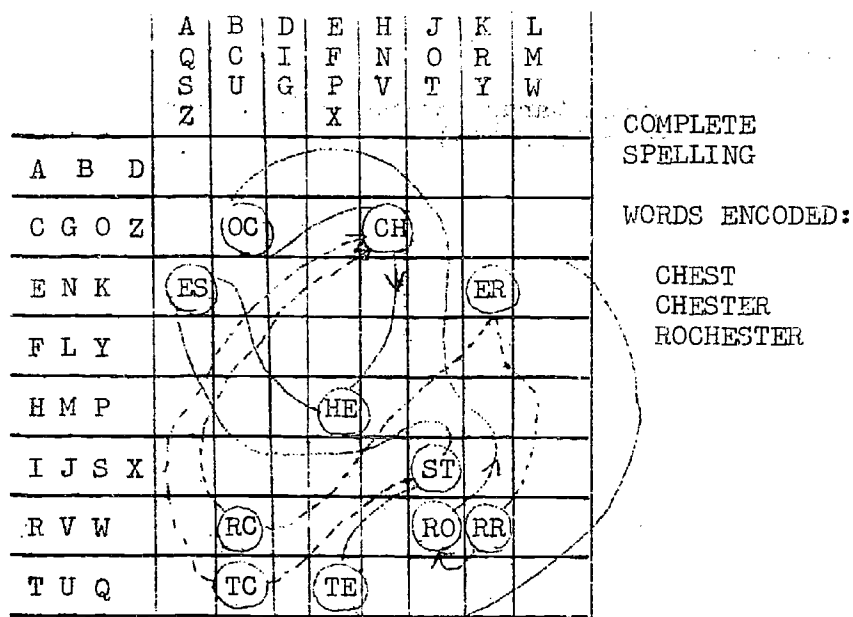 A B D E H J K L
Q C I F N O R M
S U G P V T Y W
Z X
COMPLETE
SPELLING
A B D
C G O Z OC CH
WORDS ENCODED:
E N K ES ER
CHEST
CHESTER
F L Y
ROCHESTER
H M P HE
I J S X ST
R V W RC RO RR
T U Q TC TE